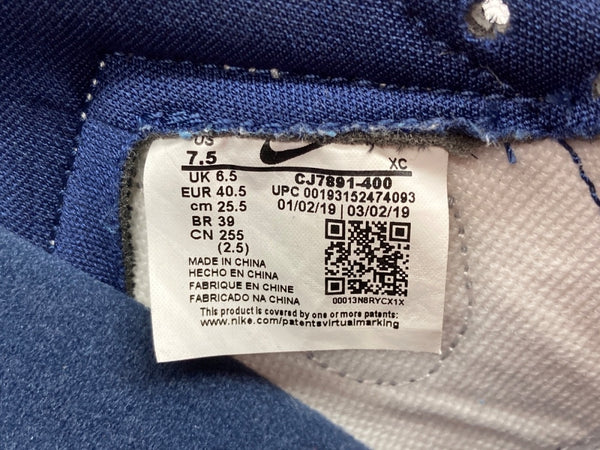 US
7.5
XC
UK 6.5
EUR 40.5
cm 25.5
BR 39
CN 255
(2.5)
CJ7891-400
UPC 00193152474093
01/02/19 | 03/02/19
MADE IN CHINA
HECHO EN CHINA
FABRIQUE EN CHINE
FABRICADO NA CHINA
00013N8RYCX1X
This product is covered by one or more patents:
www.nike.com/patentsvirtualmarking